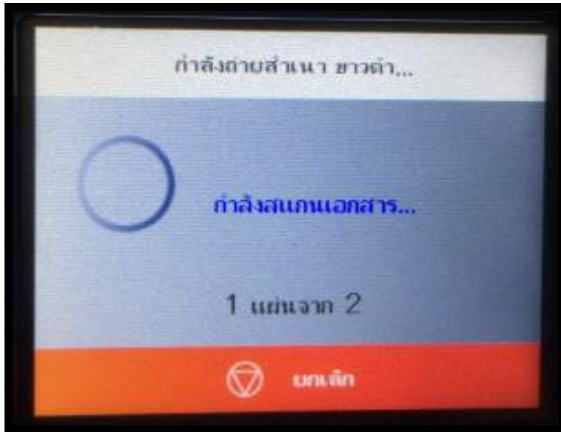 กำลังถ่ายสำเนา ขาวดำ...
กำลังสแกนเอกสาร...
1 แผ่นจาก 2
ยกเลิก